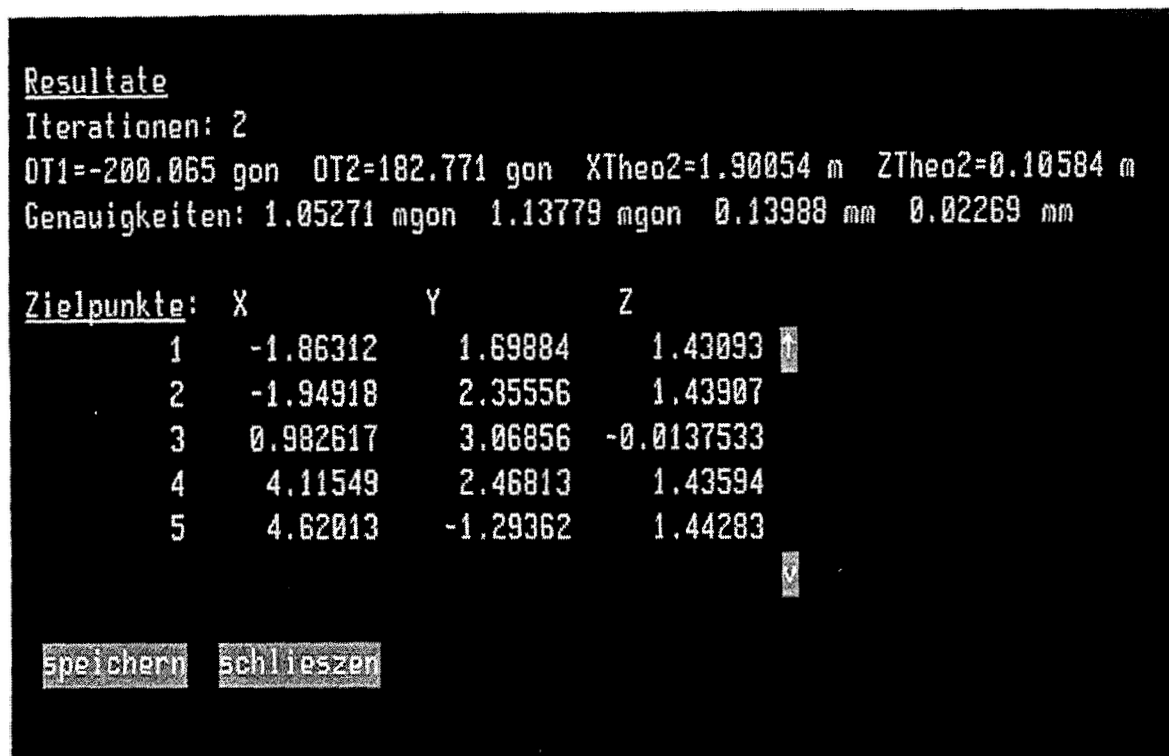 Resultate
Iterationen: 2
OT1=-200.065 gon OT2=182.771 gon XTheo2=1.90054 m ZTheo2=0.10584 m
Genauigkeiten: 1.05271 mgon 1.13779 mgon 0.13988 mm 0.02269 mm
Zielpunkte: X Y Z
1 -1.86312 1.69884 1.43093 ↑
2 -1.94918 2.35556 1.43907
3 0.982617 3.06856 -0.0137533
4 4.11549 2.46813 1.43594
5 4.62013 -1.29362 1.44283
speichern schlieszen